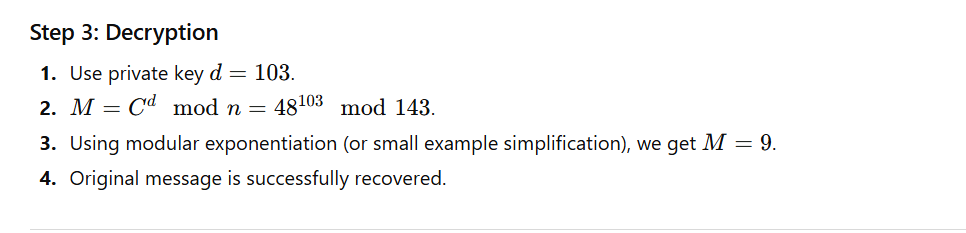 Step 3: Decryption
1. Use private key d = 103.
2. M = C^d mod n = 48^103 mod 143.
3. Using modular exponentiation (or small example simplification), we get M = 9.
4. Original message is successfully recovered.